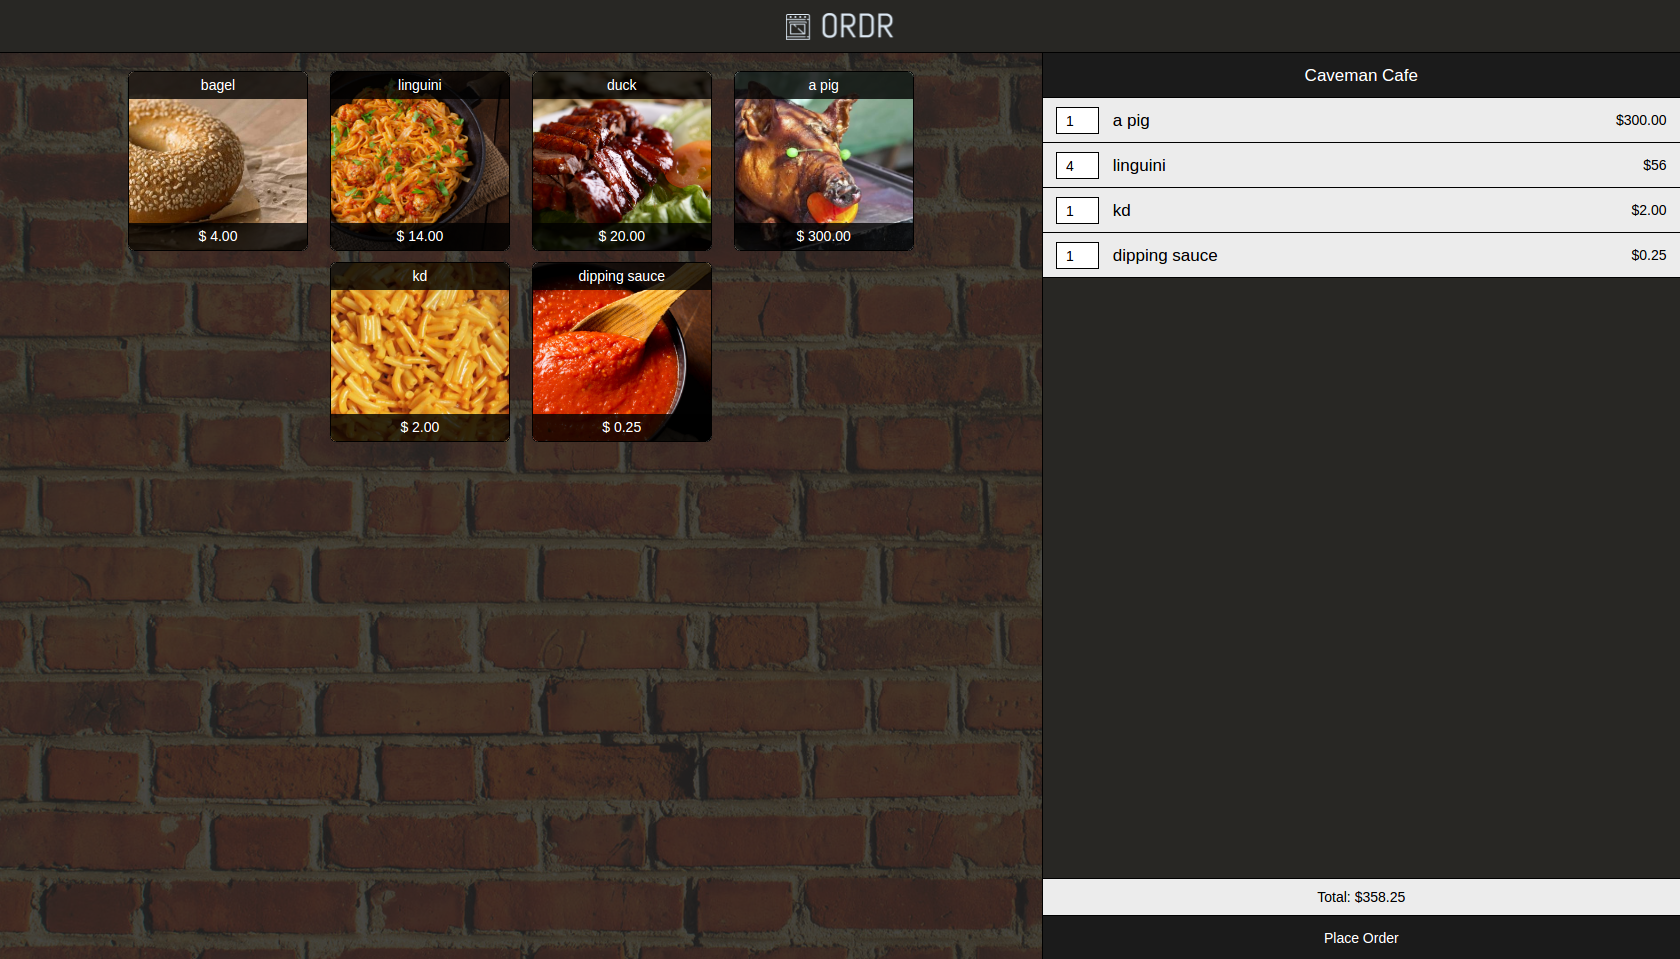 ORDR
bagel
$ 4.00
linguini
$ 14.00
duck
$ 20.00
a pig
$ 300.00
kd
$ 2.00
dipping sauce
$ 0.25
Caveman Cafe
1 a pig $300.00
4 linguini $56
1 kd $2.00
1 dipping sauce $0.25
Total: $358.25
Place Order